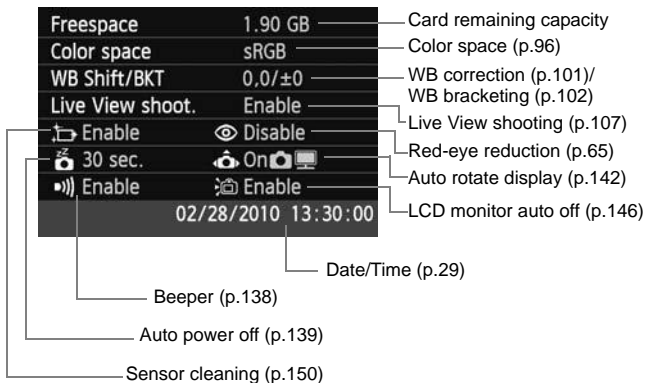 Freespace 1.90 GB
Card remaining capacity
Color space sRGB
Color space (p.96)
WB Shift/BKT 0,0/±0
WB correction (p.101)/
WB bracketing (p.102)
Live View shoot. Enable
Live View shooting (p.107)
Enable Disable
Red-eye reduction (p.65)
zz 30 sec. On
Auto rotate display (p.142)
Enable Enable
LCD monitor auto off (p.146)
02/28/2010 13:30:00
Date/Time (p.29)
Beeper (p.138)
Auto power off (p.139)
Sensor cleaning (p.150)